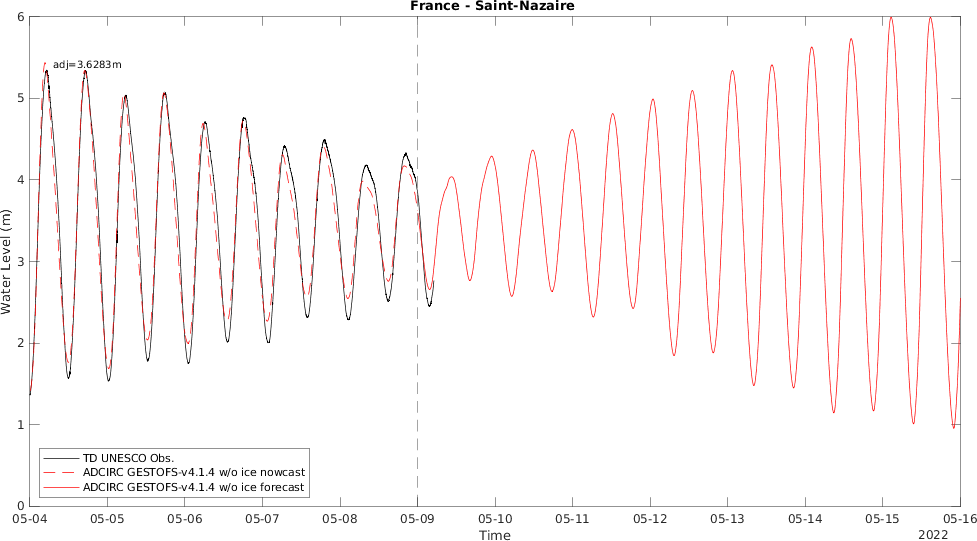 France - Saint-Nazaire
6
adj=3.6283m
5
4
3
2
1
0
Water Level (m)
TD UNESCO Obs.
ADCIRC GESTOFS-v4.1.4 w/o ice nowcast
ADCIRC GESTOFS-v4.1.4 w/o ice forecast
05-04 05-05 05-06 05-07 05-08 05-09 05-10 05-11 05-12 05-13 05-14 05-15 05-16
Time
2022